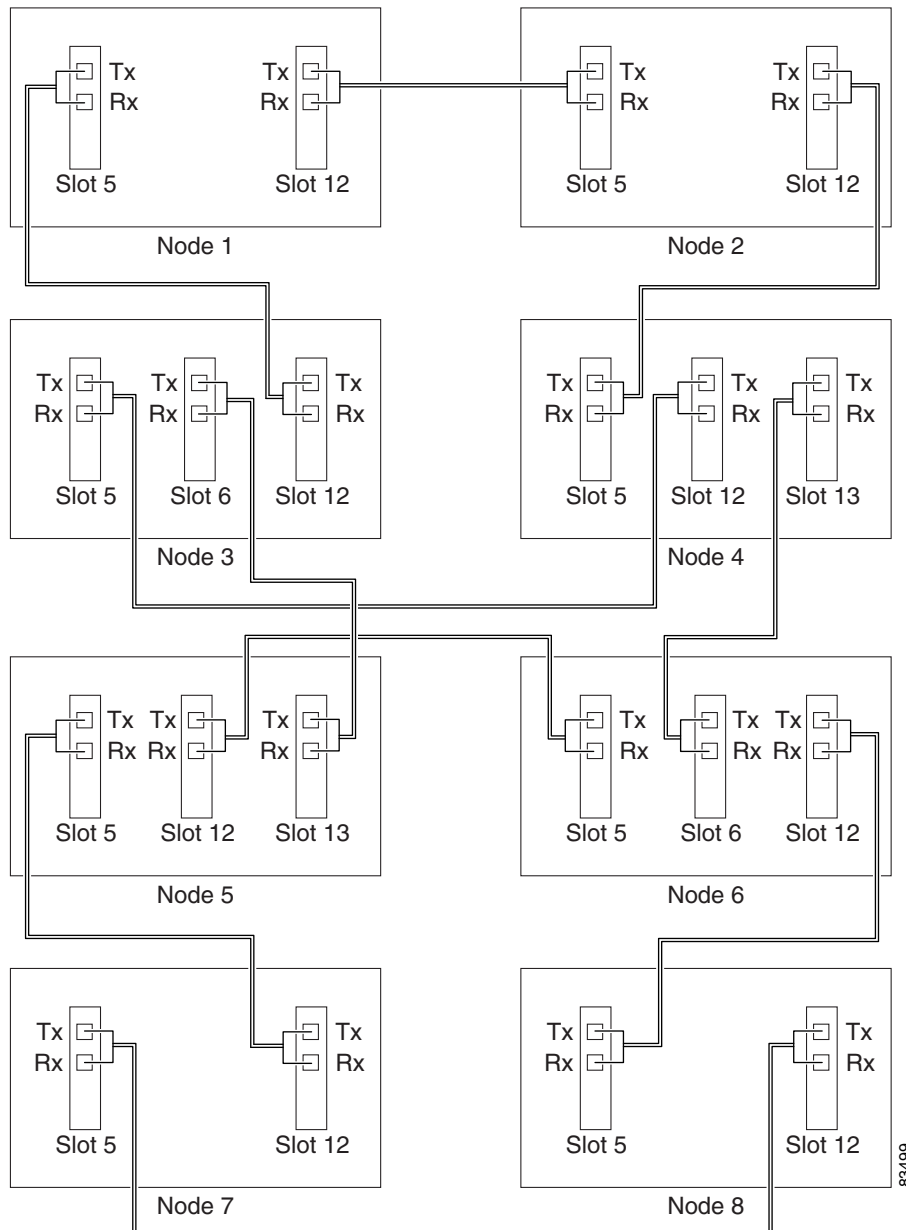 Tx Tx Tx Tx
Rx Rx Rx Rx
Slot 5 Slot 12 Slot 5 Slot 12
Node 1 Node 2
Tx Tx Tx Tx Tx Tx
Rx Rx Rx Rx Rx Rx
Slot 5 Slot 6 Slot 12 Slot 5 Slot 12 Slot 13
Node 3 Node 4
Tx Tx Tx Tx Tx Tx
Rx Rx Rx Rx Rx Rx
Slot 5 Slot 12 Slot 13 Slot 5 Slot 6 Slot 12
Node 5 Node 6
Tx Tx Tx Tx
Rx Rx Rx Rx
Slot 5 Slot 12 Slot 5 Slot 12
Node 7 Node 8
83499